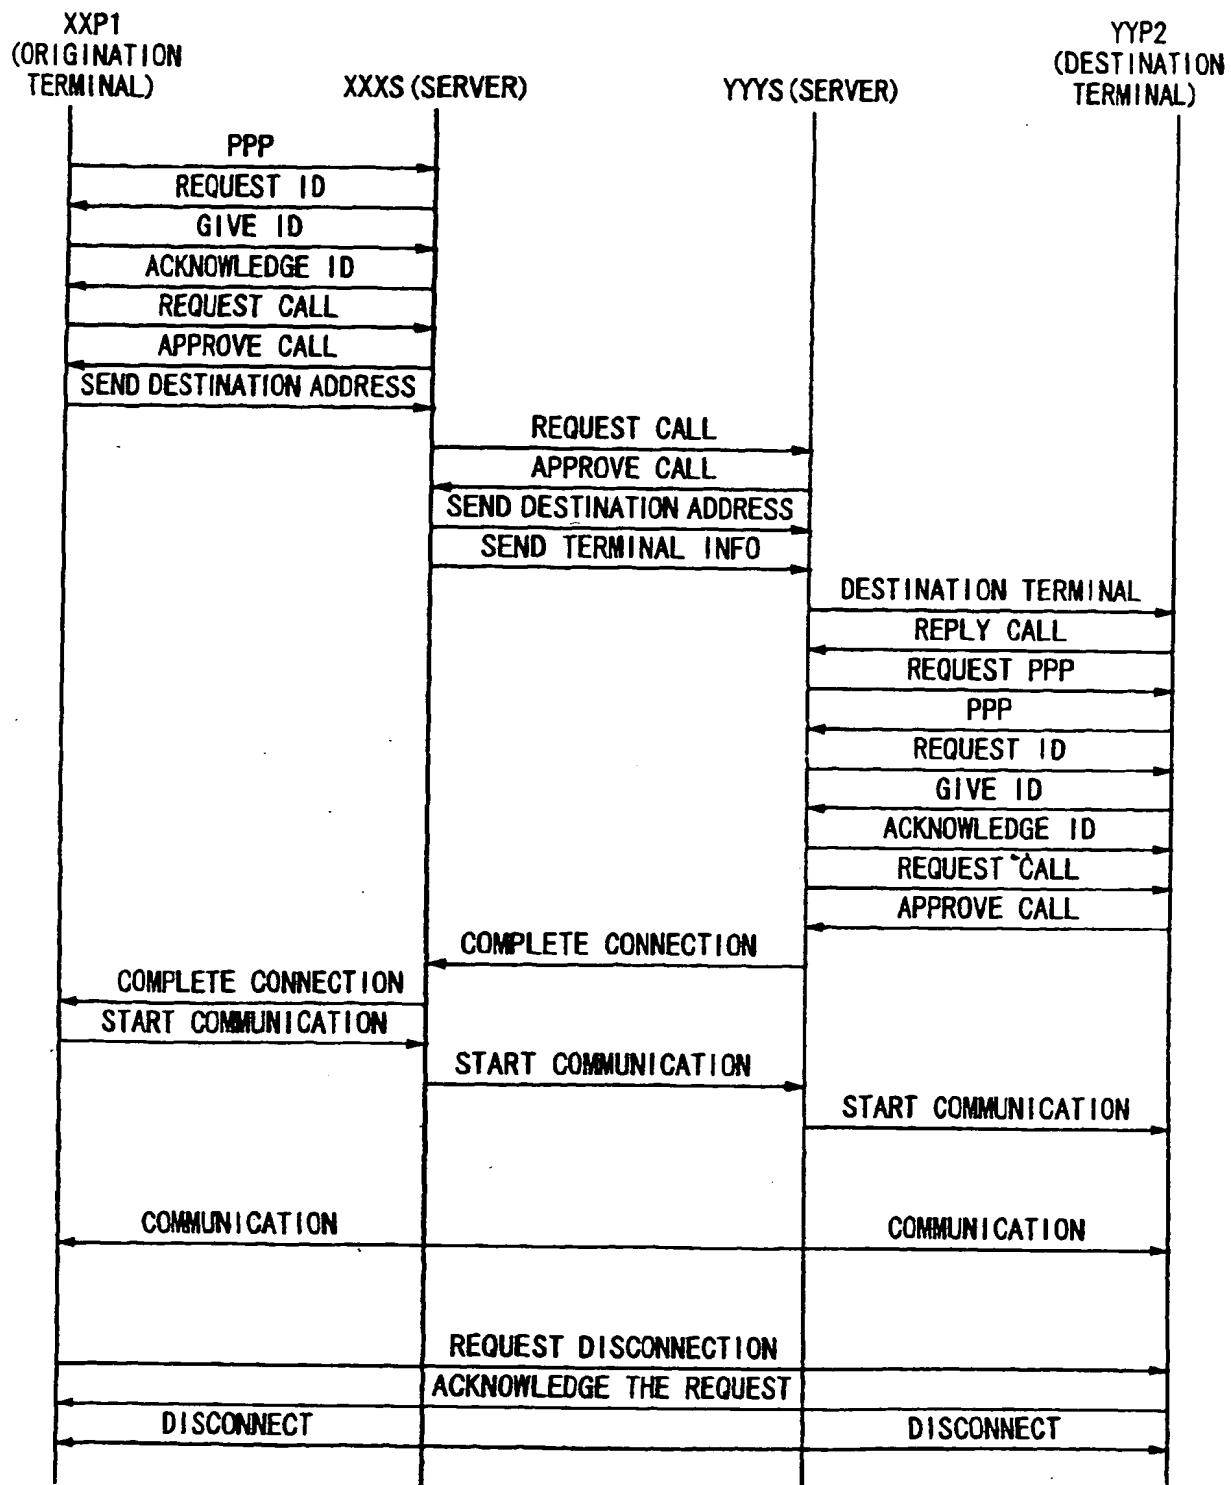 XXP1
(ORIGINATION
TERMINAL)
XXXS (SERVER)
YYYS (SERVER)
YYP2
(DESTINATION
TERMINAL)
PPP
REQUEST ID
GIVE ID
ACKNOWLEDGE ID
REQUEST CALL
APPROVE CALL
SEND DESTINATION ADDRESS
REQUEST CALL
APPROVE CALL
SEND DESTINATION ADDRESS
SEND TERMINAL INFO
DESTINATION TERMINAL
REPLY CALL
REQUEST PPP
PPP
REQUEST ID
GIVE ID
ACKNOWLEDGE ID
REQUEST CALL
APPROVE CALL
COMPLETE CONNECTION
COMPLETE CONNECTION
START COMMUNICATION
START COMMUNICATION
START COMMUNICATION
COMMUNICATION
COMMUNICATION
REQUEST DISCONNECTION
ACKNOWLEDGE THE REQUEST
DISCONNECT
DISCONNECT